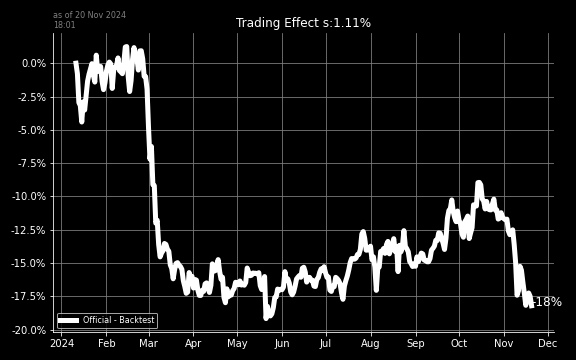 as of 20 Nov 2024
18:01
Trading Effect s:1.11%
0.0%
-2.5%
-5.0%
-7.5%
-10.0%
-12.5%
-15.0%
-17.5%
-20.0%
-18%
Official - Backtest
2024 Feb Mar Apr May Jun Jul Aug Sep Oct Nov Dec